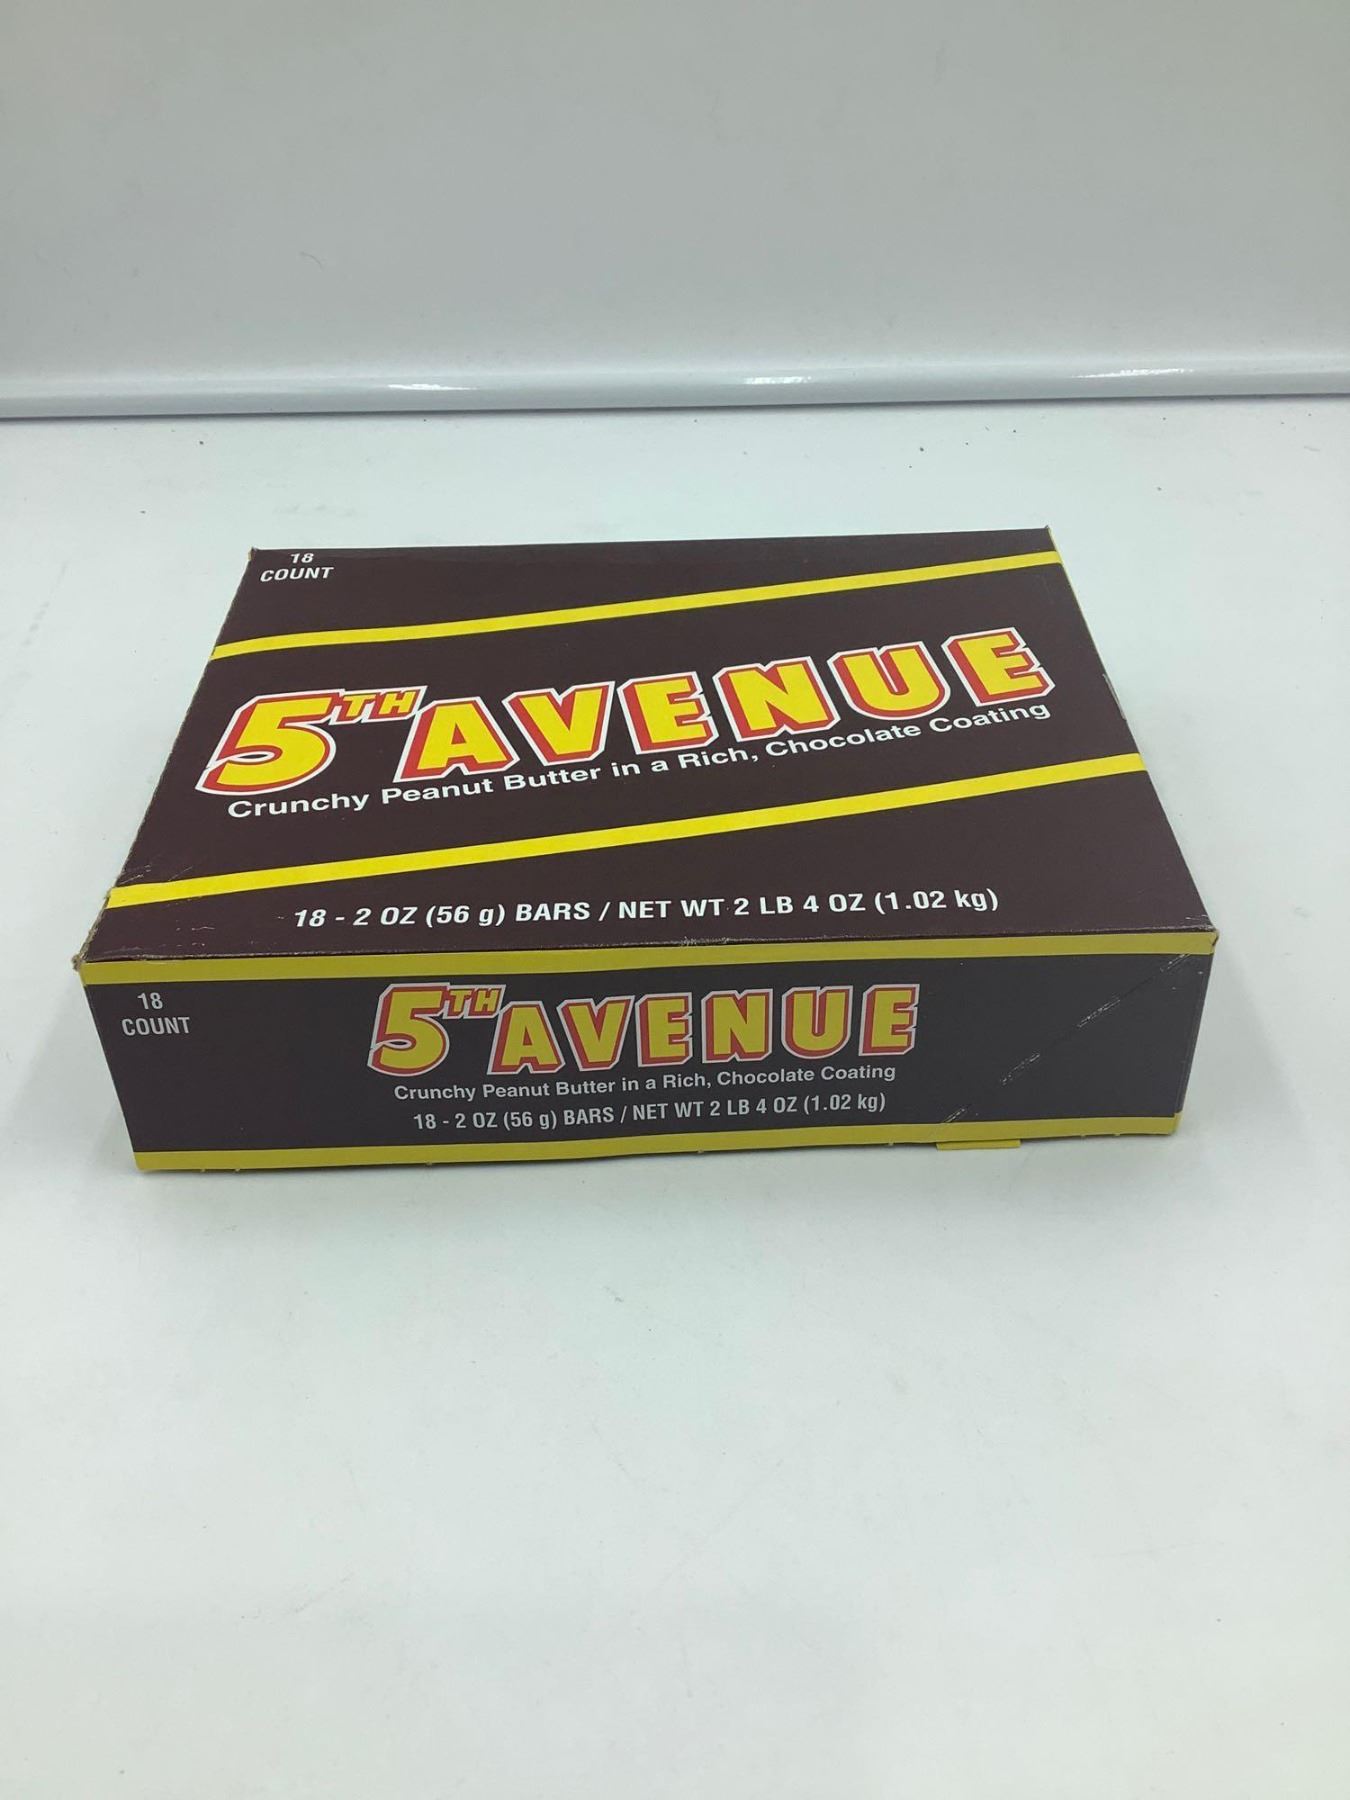 18
COUNT
5TH AVENUE
Crunchy Peanut Butter in a Rich, Chocolate Coating
18 - 2 OZ (56 g) BARS / NET WT 2 LB 4 OZ (1.02 kg)
18
COUNT
5TH AVENUE
Crunchy Peanut Butter in a Rich, Chocolate Coating
18 - 2 OZ (56 g) BARS / NET WT 2 LB 4 OZ (1.02 kg)